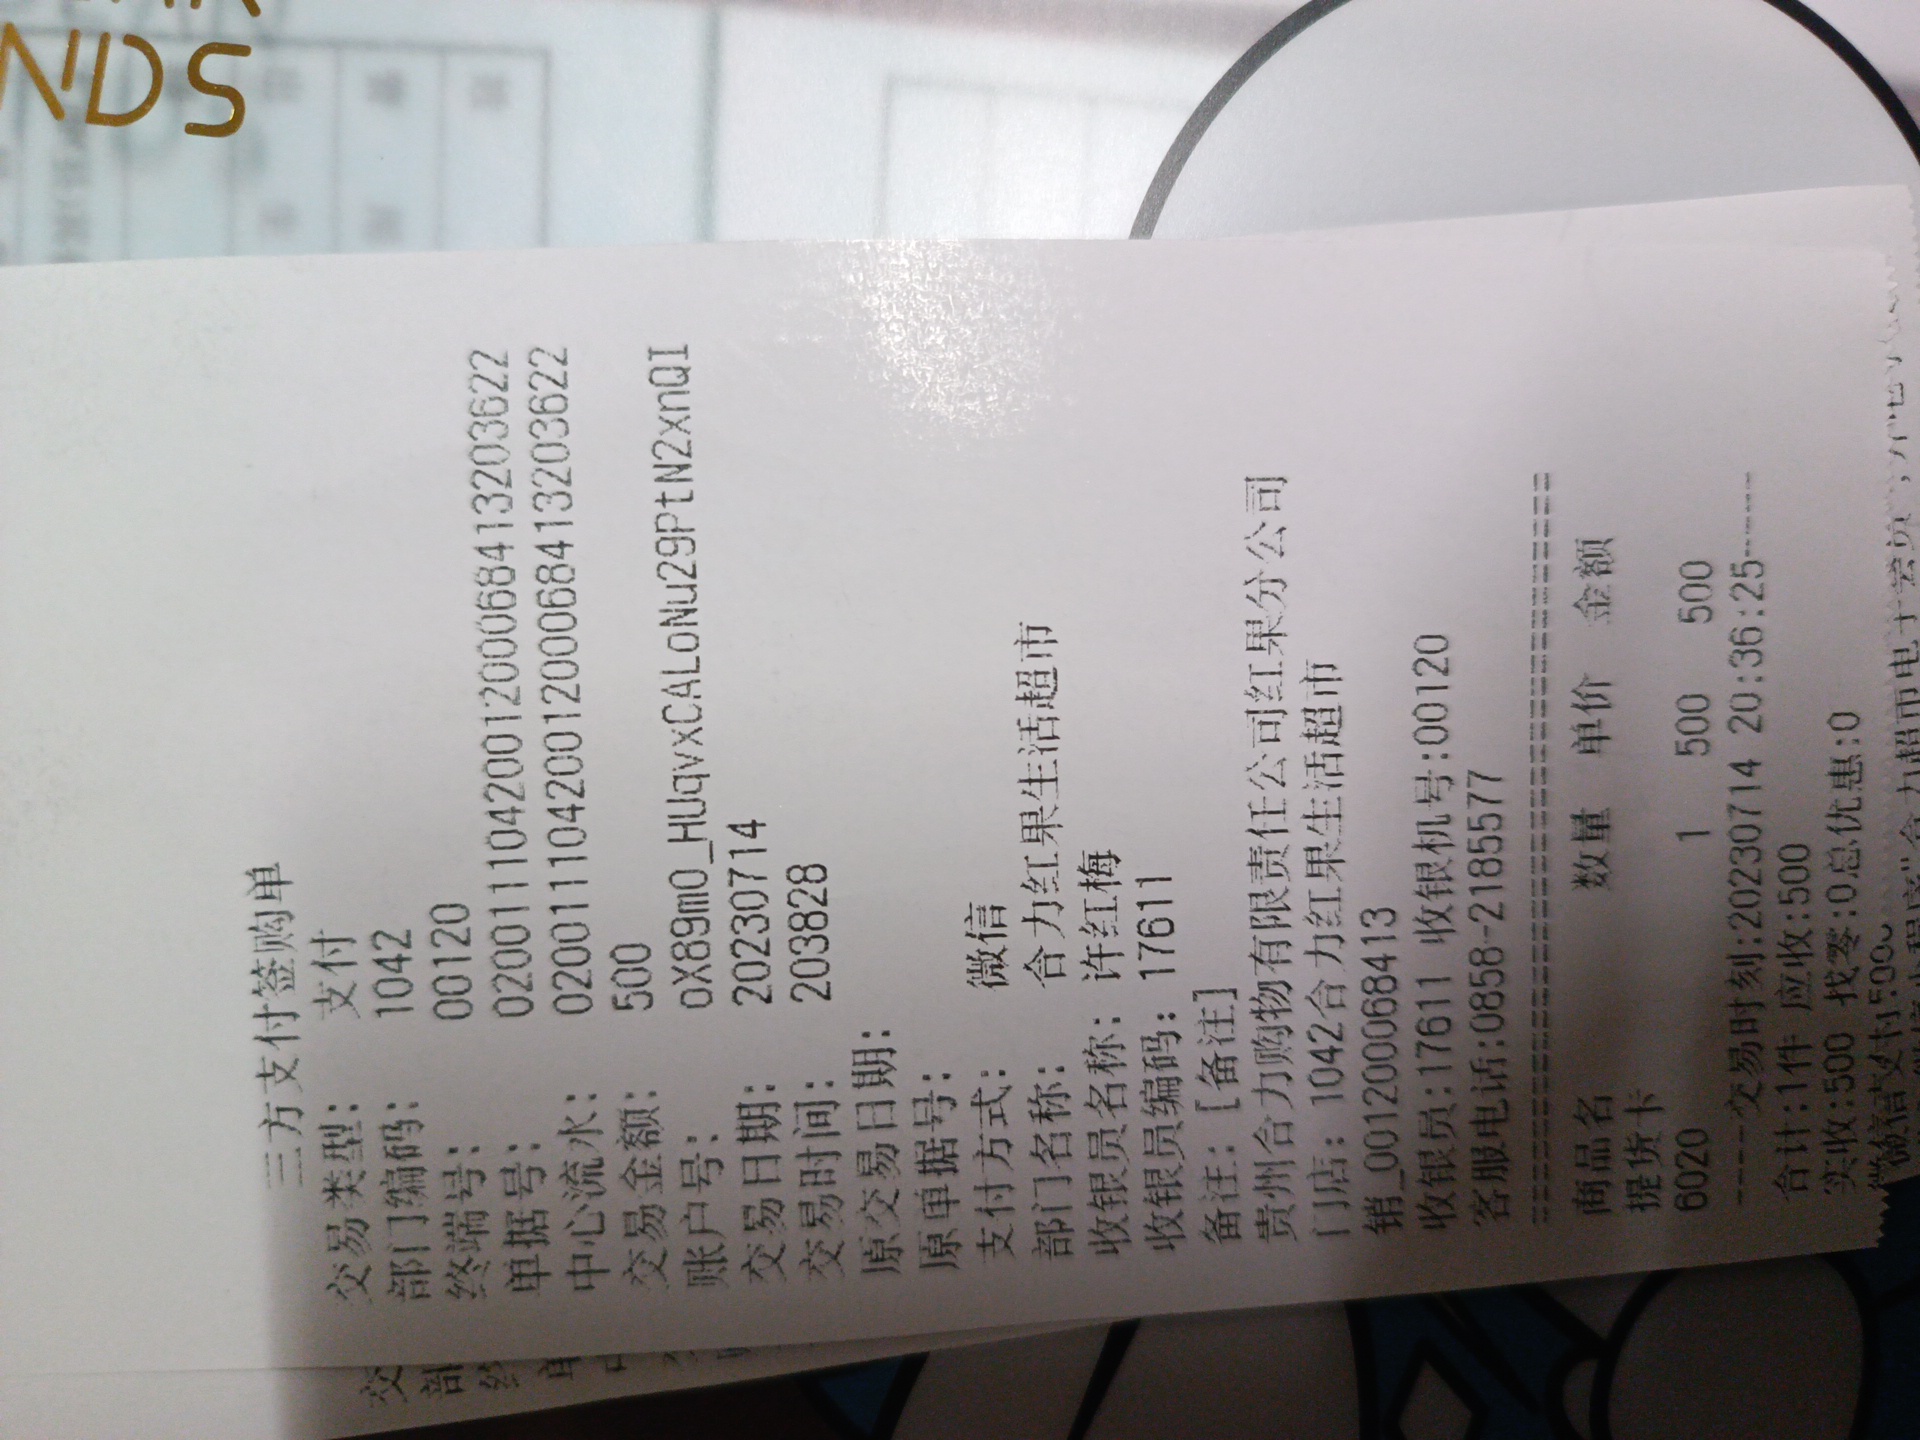 NDS
三方支付签购单
交易类型: 支付
部门编码: 1042
终端号: 00120
单据号: 0200111042001200068413203622
中心流水: 0200111042001200068413203622
交易金额: 500
账户号: oX89mO_HUqvxCALoNu29PtN2xnQI
交易日期: 20230714
交易时间: 203828
原交易日期:
原单据号:
支付方式: 微信
部门名称: 合力红果生活超市
收银员名称: 许红梅
收银员编码: 17611
备注: [备注]
贵州合力购物有限责任公司红果分公司
门店: 1042合力红果生活超市
销_0012000068413
收银员:17611 收银机号:00120
客服电话:0858-2185577
商品名 数量 单价 金额
提货卡
6020 1 500 500
----交易时刻:20230714 20:36:25-----
合计:1件 应收:500
实收:500 找零:0总优惠:0
微信支付:500